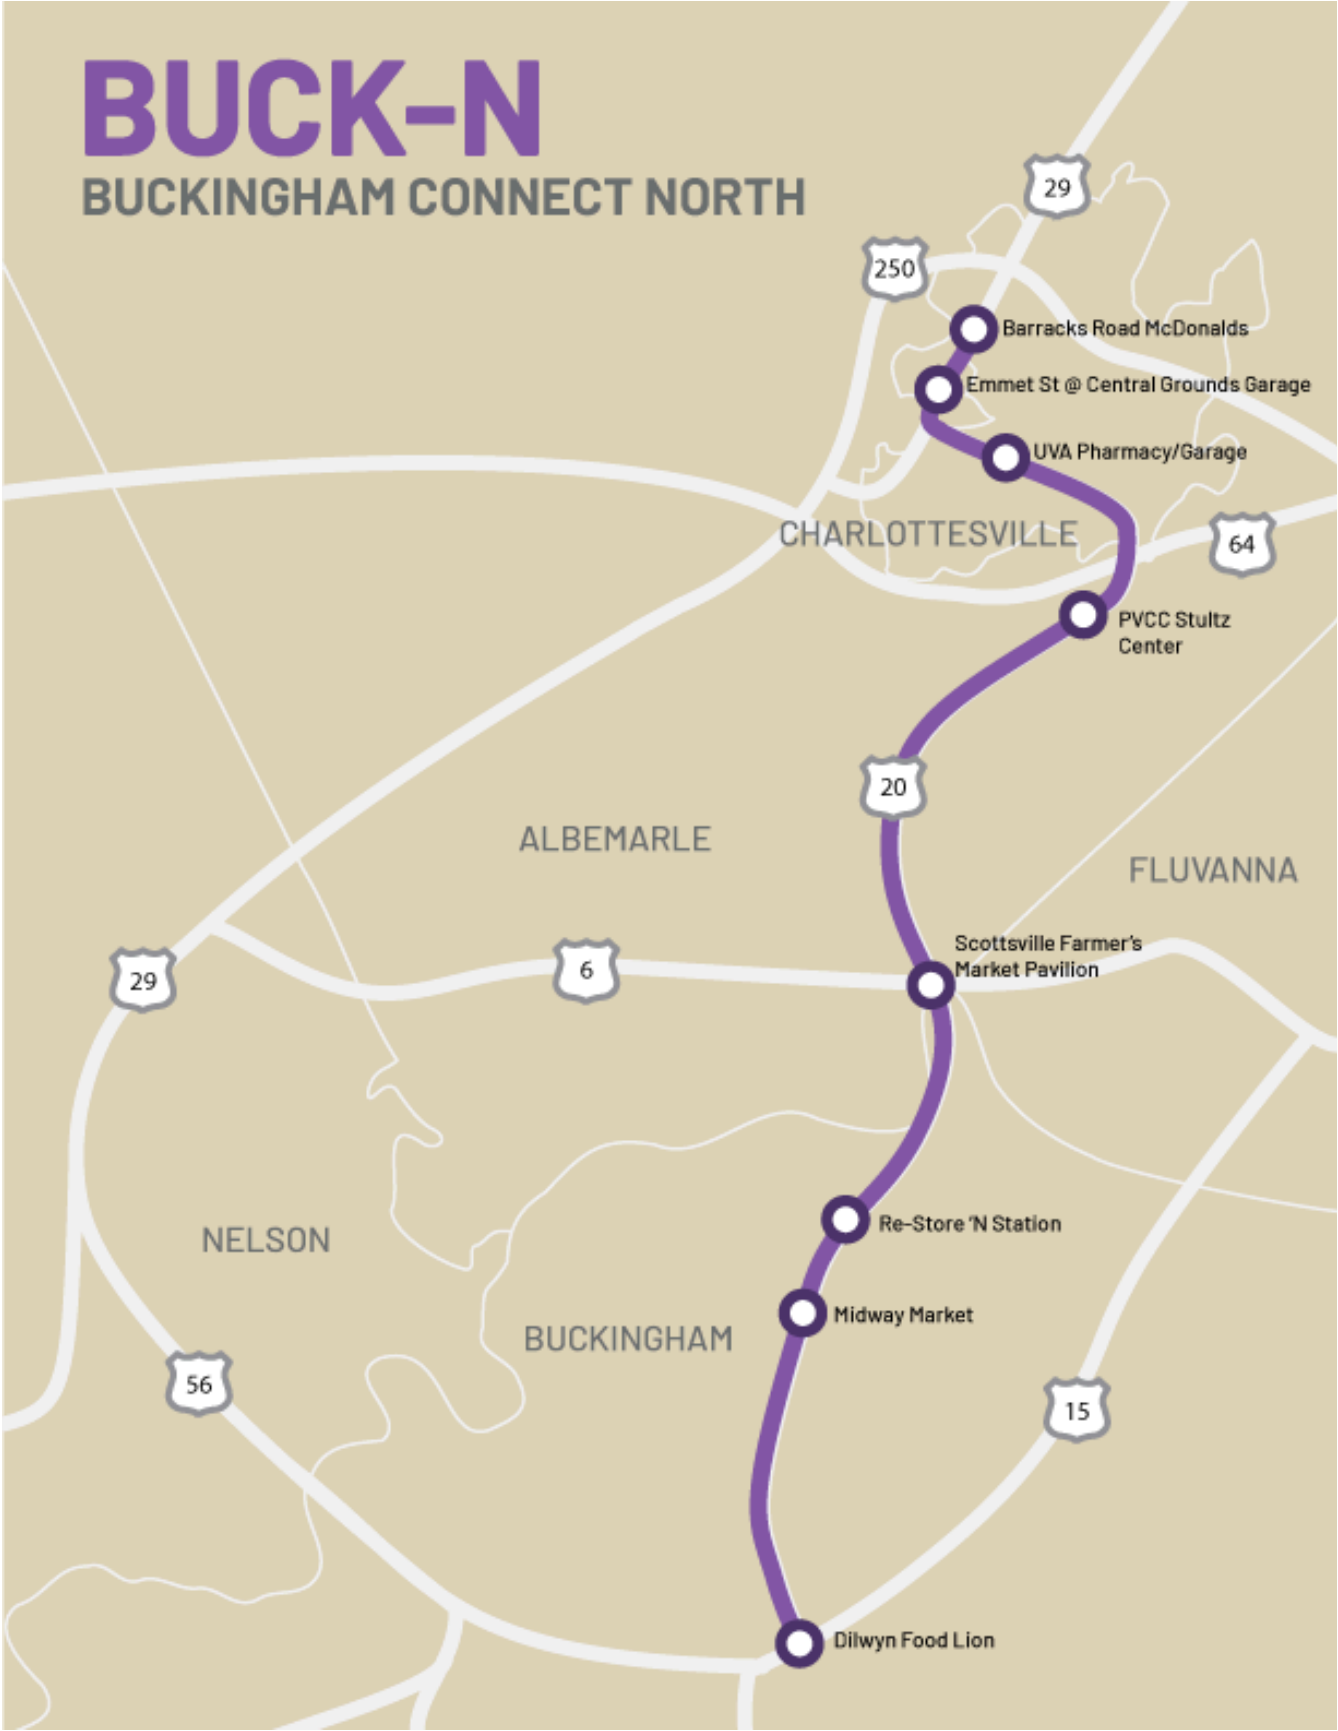 BUCK-N
BUCKINGHAM CONNECT NORTH
29
250
Barracks Road McDonalds
Emmet St @ Central Grounds Garage
UVA Pharmacy/Garage
CHARLOTTESVILLE
64
PVCC Stultz
Center
20
ALBEMARLE
FLUVANNA
Scottsville Farmer's
Market Pavilion
29
6
Re-Store 'N Station
NELSON
Midway Market
BUCKINGHAM
56
15
Dilwyn Food Lion